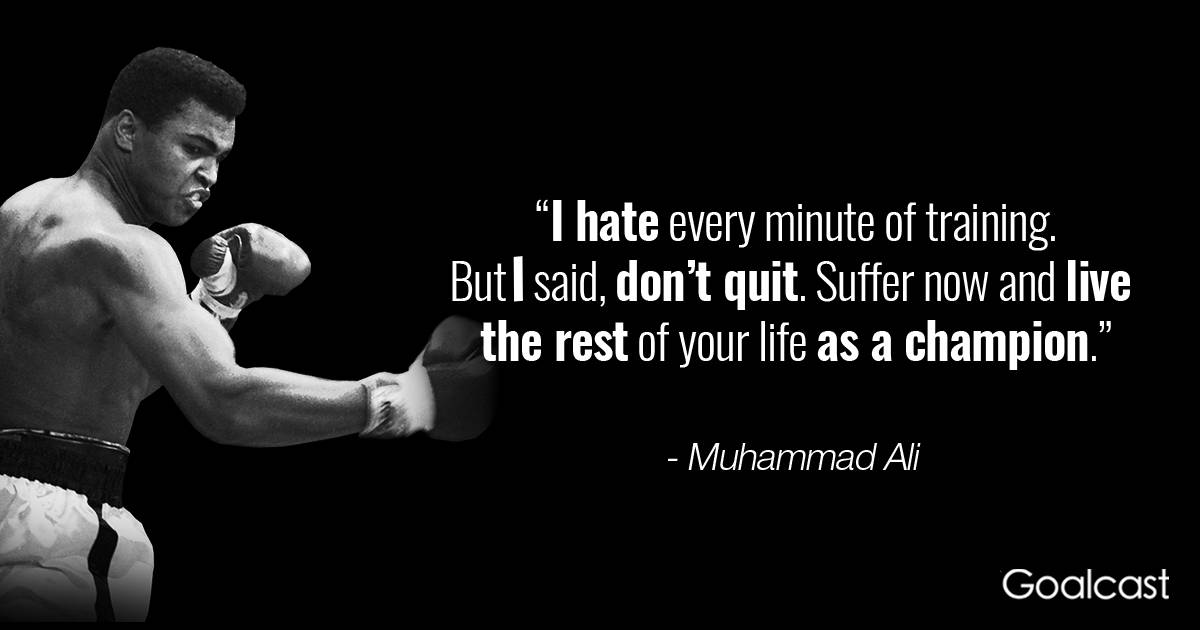 “I hate every minute of training.
But I said, don’t quit. Suffer now and live
the rest of your life as a champion.”
- Muhammad Ali
Goalcast